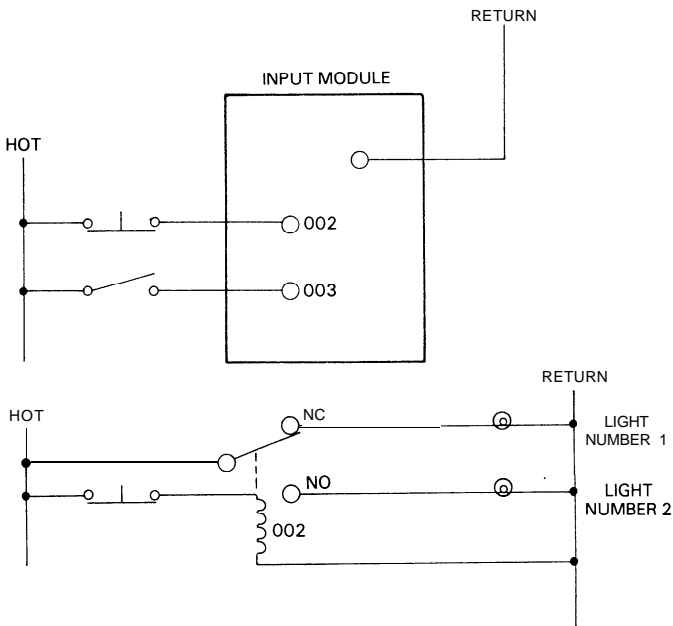 RETURN
INPUT MODULE
HOT
002
003
RETURN
HOT
NC
LIGHT
NUMBER 1
NO
LIGHT
NUMBER 2
002